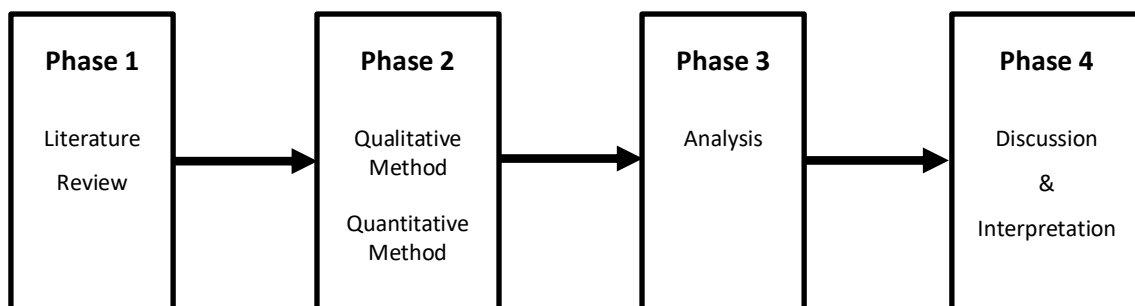 Phase 1
Literature
Review
Phase 2
Qualitative
Method
Quantitative
Method
Phase 3
Analysis
Phase 4
Discussion
&
Interpretation